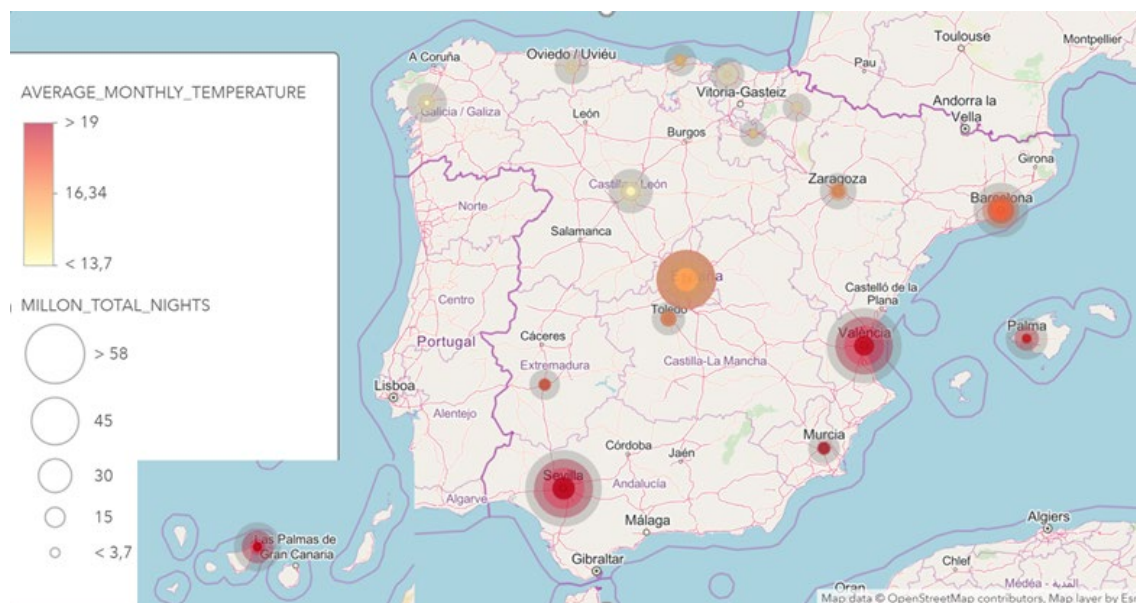 AVERAGE_MONTHLY_TEMPERATURE
> 19
16,34
< 13,7
MILLON_TOTAL_NIGHTS
> 58
45
30
15
< 3,7
A Coruña
Oviedo / Uviéu
Toulouse
Montpellier
Pau
Vitoria-Gasteiz
Galicia / Galiza
León
Burgos
Andorra la
Vella
Girona
Zaragoza
Barcelona
Castilla León
Norte
Salamanca
Centro
Toledo
Castelló de la
Plana
Palma
València
Cáceres
Portugal
Castilla-La Mancha
Extremadura
Lisboa
Alentejo
Murcia
Córdoba
Jaén
Sevilla
Andalucía
Algarve
Málaga
Algiers
Las Palmas de
Gran Canaria
Gibraltar
Chlef
Médéa - المدية
Oran
Map data © OpenStreetMap contributors, Map layer by Esri